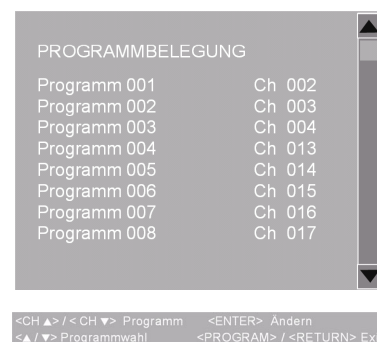 PROGRAMMBELEGUNG
Programm 001 Ch 002
Programm 002 Ch 003
Programm 003 Ch 004
Programm 004 Ch 013
Programm 005 Ch 014
Programm 006 Ch 015
Programm 007 Ch 016
Programm 008 Ch 017
<CH ▲> / < CH ▼> Programm <ENTER> Ändern
<▲ / ▼> Programmwahl <PROGRAM> / <RETURN>